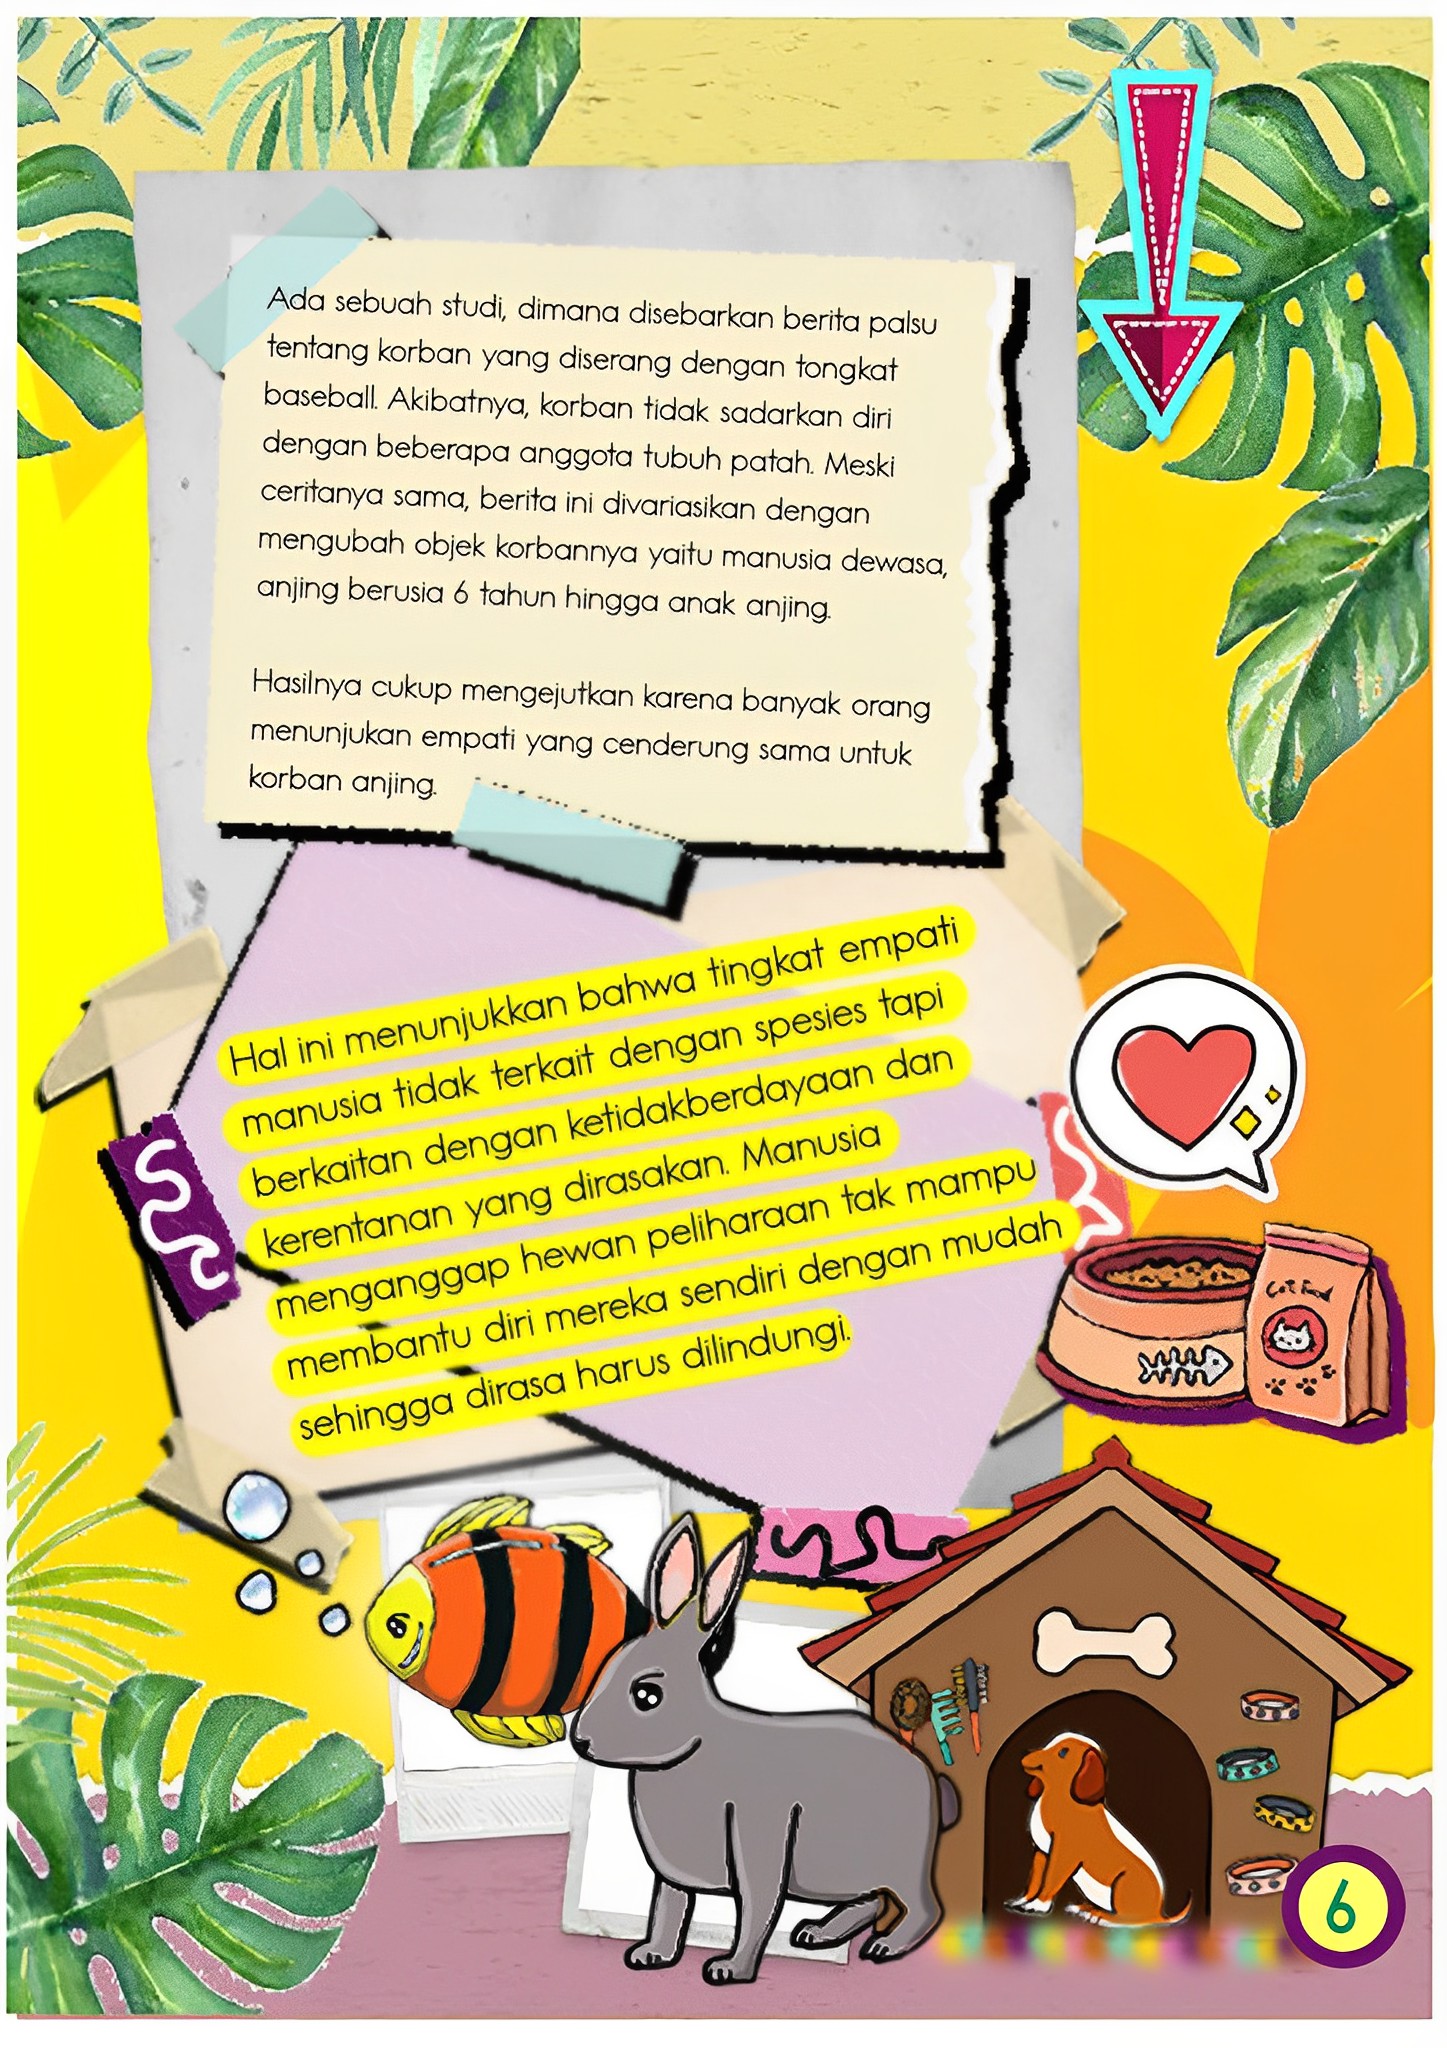 Ada sebuah studi, dimana disebarkan berita palsu
tentang korban yang diserang dengan tongkat
baseball. Akibatnya, korban tidak sadarkan diri
dengan beberapa anggota tubuh patah. Meski
ceritanya sama, berita ini divariasikan dengan
mengubah objek korbannya yaitu manusia dewasa,
anjing berusia 6 tahun hingga anak anjing.
Hasilnya cukup mengejutkan karena banyak orang
menunjukan empati yang cenderung sama untuk
korban anjing.
Hal ini menunjukkan bahwa tingkat empati
manusia tidak terkait dengan spesies tapi
berkaitan dengan ketidakberdayaan dan
kerentanan yang dirasakan. Manusia
menganggap hewan peliharaan tak mampu
membantu diri mereka sendiri dengan mudah
sehingga dirasa harus dilindungi.
Cat Food
6